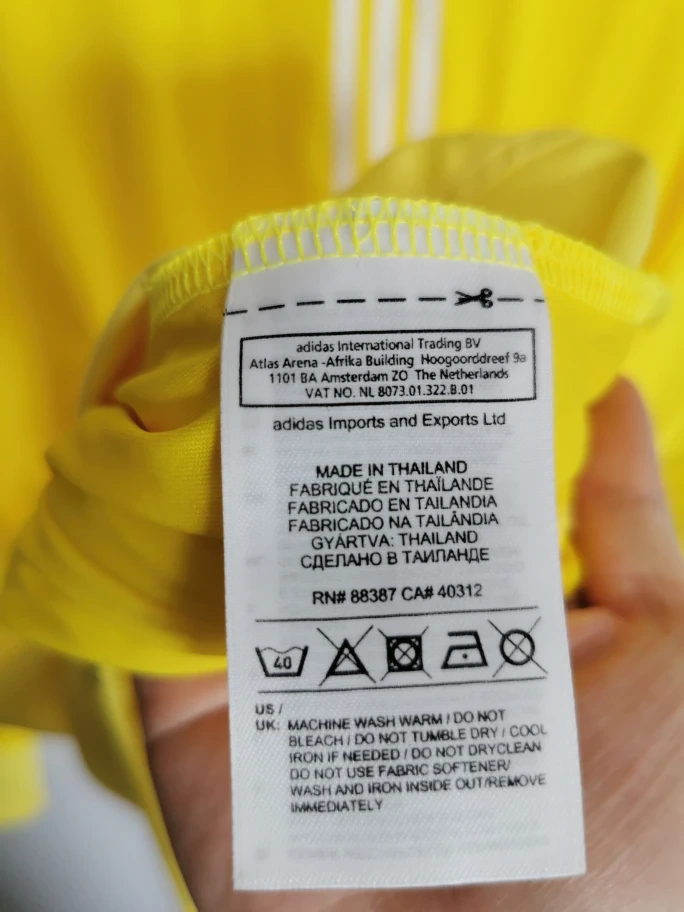 adidas International Trading BV
Atlas Arena -Afrika Building Hoogoorddreef 9a
1101 BA Amsterdam ZO The Netherlands
VAT NO. NL 8073.01.322.B.01
adidas Imports and Exports Ltd
MADE IN THAILAND
FABRIQUÉ EN THAÏLANDE
FABRICADO EN TAILANDIA
FABRICADO NA TAILÂNDIA
GYÁRTVA: THAILAND
СДЕЛАНО В ТАИЛАНДЕ
RN# 88387 CA# 40312
40
US /
UK: MACHINE WASH WARM / DO NOT
BLEACH / DO NOT TUMBLE DRY / COOL
IRON IF NEEDED / DO NOT DRYCLEAN
DO NOT USE FABRIC SOFTENER/
WASH AND IRON INSIDE OUT/REMOVE
IMMEDIATELY